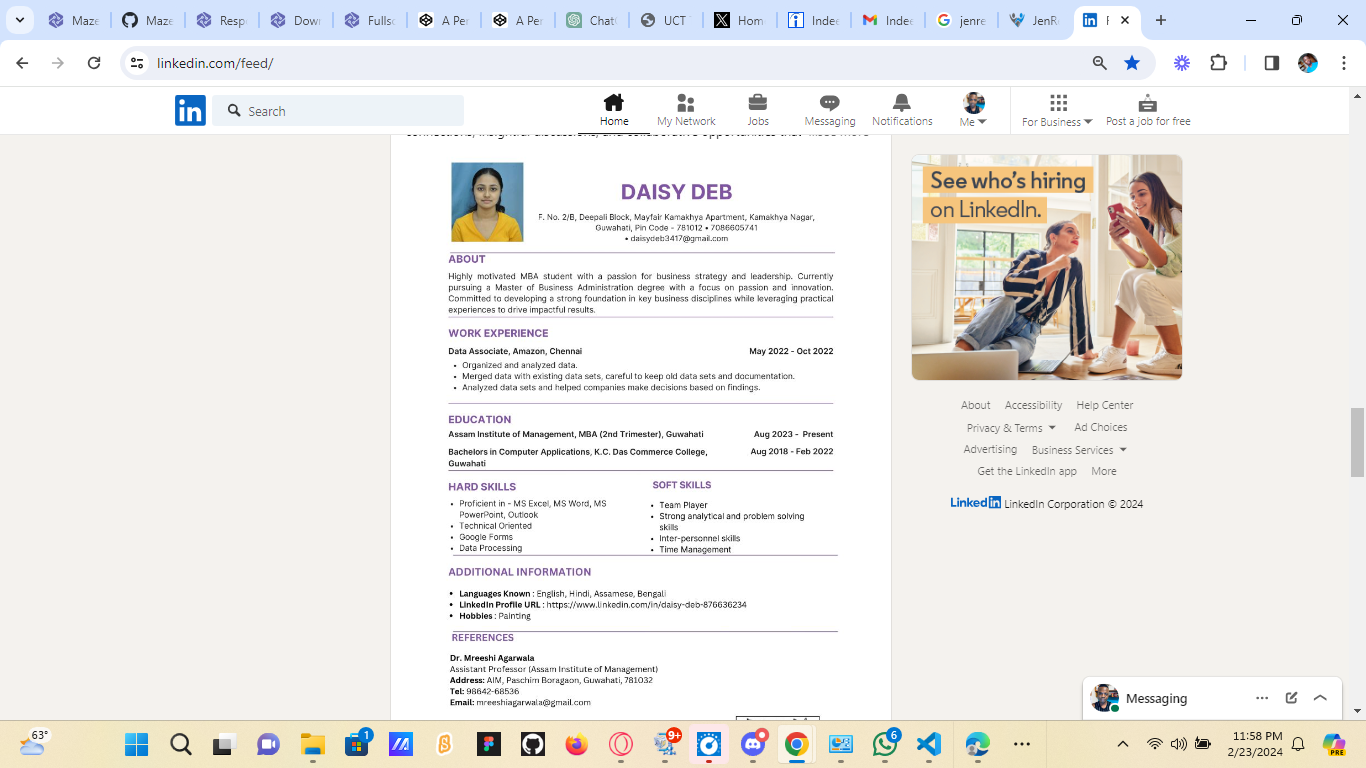 Maze
Maze
Respo
Down
Fullsc
A Per
A Per
Chat
UCT
Hom
Indee
Indee
jenre
JenR
F
linkedin.com/feed/
Search
Home
My Network
Jobs
Messaging
Notifications
Me
For Business
Post a job for free
connections, insightful discussions, and collaborative opportunities that
DAISY DEB
F. No. 2/B, Deepali Block, Mayfair Kamakhya Apartment, Kamakhya Nagar,
Guwahati, Pin Code - 781012 • 7086605741
• daisydeb3417@gmail.com
ABOUT
Highly motivated MBA student with a passion for business strategy and leadership. Currently
pursuing a Master of Business Administration degree with a focus on passion and innovation.
Committed to developing a strong foundation in key business disciplines while leveraging practical
experiences to drive impactful results.
WORK EXPERIENCE
Data Associate, Amazon, Chennai May 2022 - Oct 2022
• Organized and analyzed data.
• Merged data with existing data sets, careful to keep old data sets and documentation.
• Analyzed data sets and helped companies make decisions based on findings.
EDUCATION
Assam Institute of Management, MBA (2nd Trimester), Guwahati Aug 2023 - Present
Bachelors in Computer Applications, K.C. Das Commerce College, Aug 2018 - Feb 2022
Guwahati
HARD SKILLS
• Proficient in - MS Excel, MS Word, MS
PowerPoint, Outlook
• Technical Oriented
• Google Forms
• Data Processing
SOFT SKILLS
• Team Player
• Strong analytical and problem solving
skills
• Inter-personnel skills
• Time Management
ADDITIONAL INFORMATION
• Languages Known : English, Hindi, Assamese, Bengali
• LinkedIn Profile URL : https://www.linkedin.com/in/daisy-deb-876636234
• Hobbies : Painting
REFERENCES
Dr. Mreeshi Agarwala
Assistant Professor (Assam Institute of Management)
Address: AIM, Paschim Boragaon, Guwahati, 781032
Tel: 98642-68536
Email: mreeshiagarwala@gmail.com
See who's hiring
on LinkedIn.
About Accessibility Help Center
Privacy & Terms Ad Choices
Advertising Business Services
Get the LinkedIn app More
LinkedIn LinkedIn Corporation © 2024
Messaging
63°
1
9+
6
11:58 PM
2/23/2024
PRE